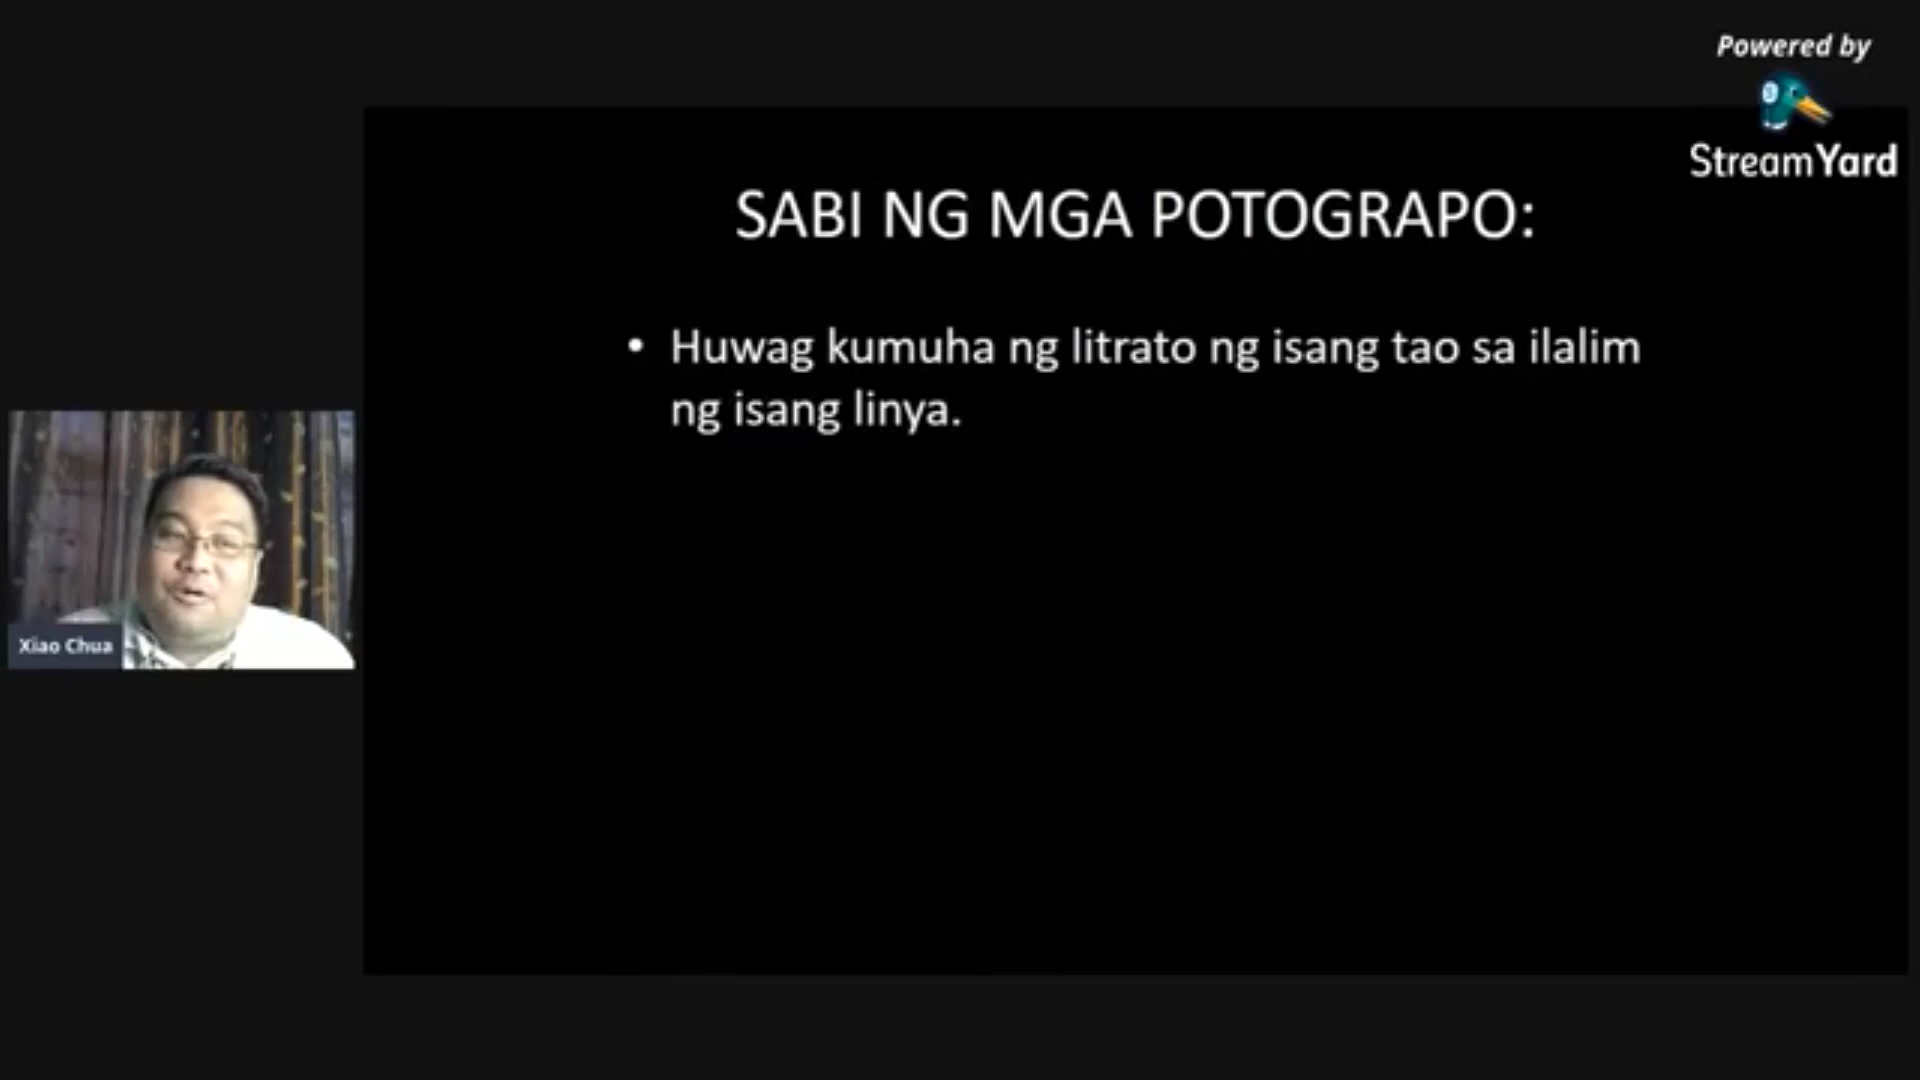 Powered by
StreamYard
SABI NG MGA POTOGRAPO:
• Huwag kumuha ng litrato ng isang tao sa ilalim
ng isang linya.
Xiao Chua